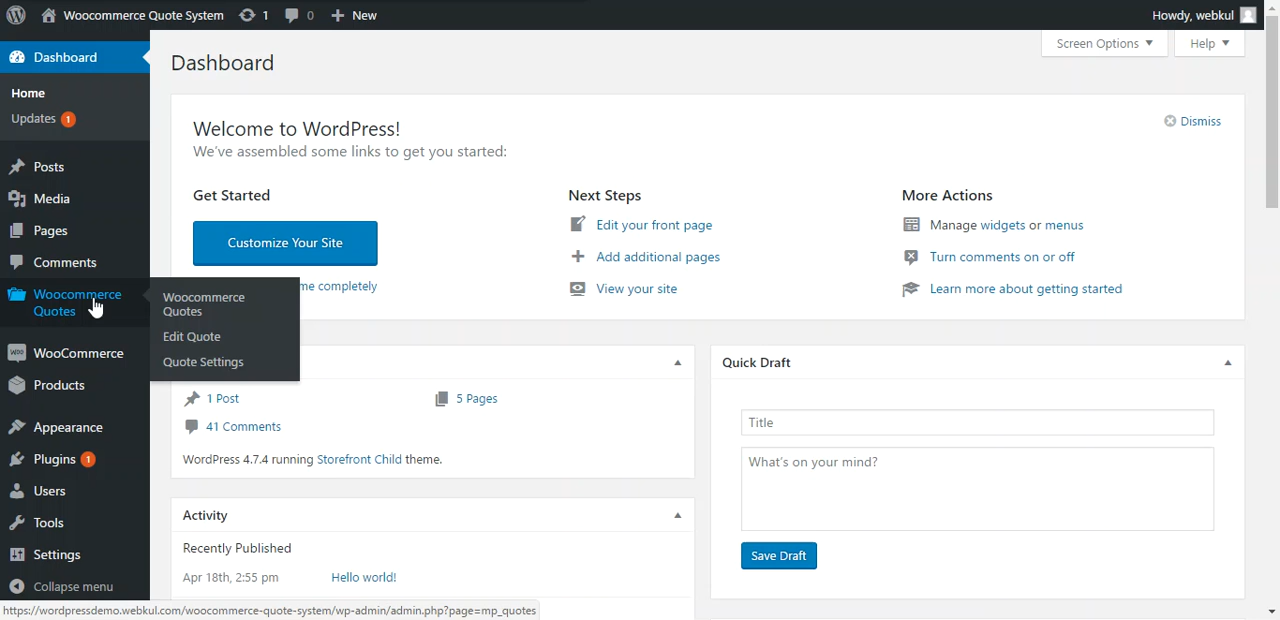 Woocommerce Quote System 1 0 New Howdy, webkul
Screen Options Help
Dashboard
Home
Updates 1
Posts
Media
Pages
Comments
Woocommerce
Quotes
WooCommerce
Products
Appearance
Plugins 1
Users
Tools
Settings
Collapse menu
Woocommerce
Quotes
Edit Quote
Quote Settings
Dashboard
Welcome to WordPress!
We've assembled some links to get you started:
Dismiss
Get Started
Customize Your Site
me completely
Next Steps
Edit your front page
Add additional pages
View your site
More Actions
Manage widgets or menus
Turn comments on or off
Learn more about getting started
1 Post 5 Pages
41 Comments
WordPress 4.7.4 running Storefront Child theme.
Activity
Recently Published
Apr 18th, 2:55 pm Hello world!
Quick Draft
Title
What's on your mind?
Save Draft
https://wordpressdemo.webkul.com/woocommerce-quote-system/wp-admin/admin.php?page=mp_quotes